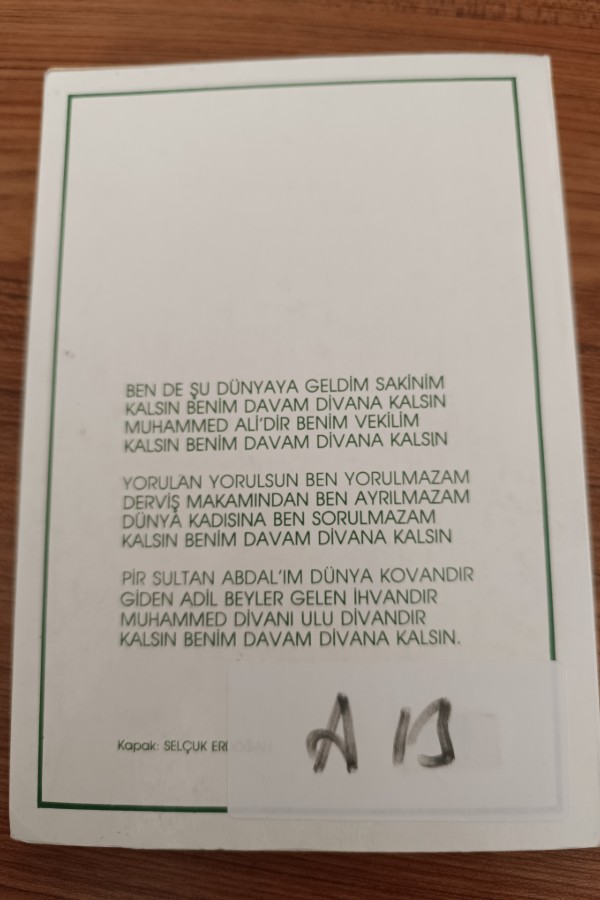 BEN DE ŞU DÜNYAYA GELDİM SAKİNİM
KALSIN BENİM DAVAM DİVANA KALSIN
MUHAMMED ALİ'DİR BENİM VEKİLİM
KALSIN BENİM DAVAM DİVANA KALSIN
YORULAN YORULSUN BEN YORULMAZAM
DERVİŞ MAKAMINDAN BEN AYRILMAZAM
DÜNYA KADISINA BEN SORULMAZAM
KALSIN BENİM DAVAM DİVANA KALSIN
PİR SULTAN ABDAL'IM DÜNYA KOVANDIR
GİDEN ADİL BEYLER GELEN İHVANDIR
MUHAMMED DİVANI ULU DİVANDIR
KALSIN BENİM DAVAM DİVANA KALSIN.
Kapak: SELÇUK ERDOĞAN
A 13